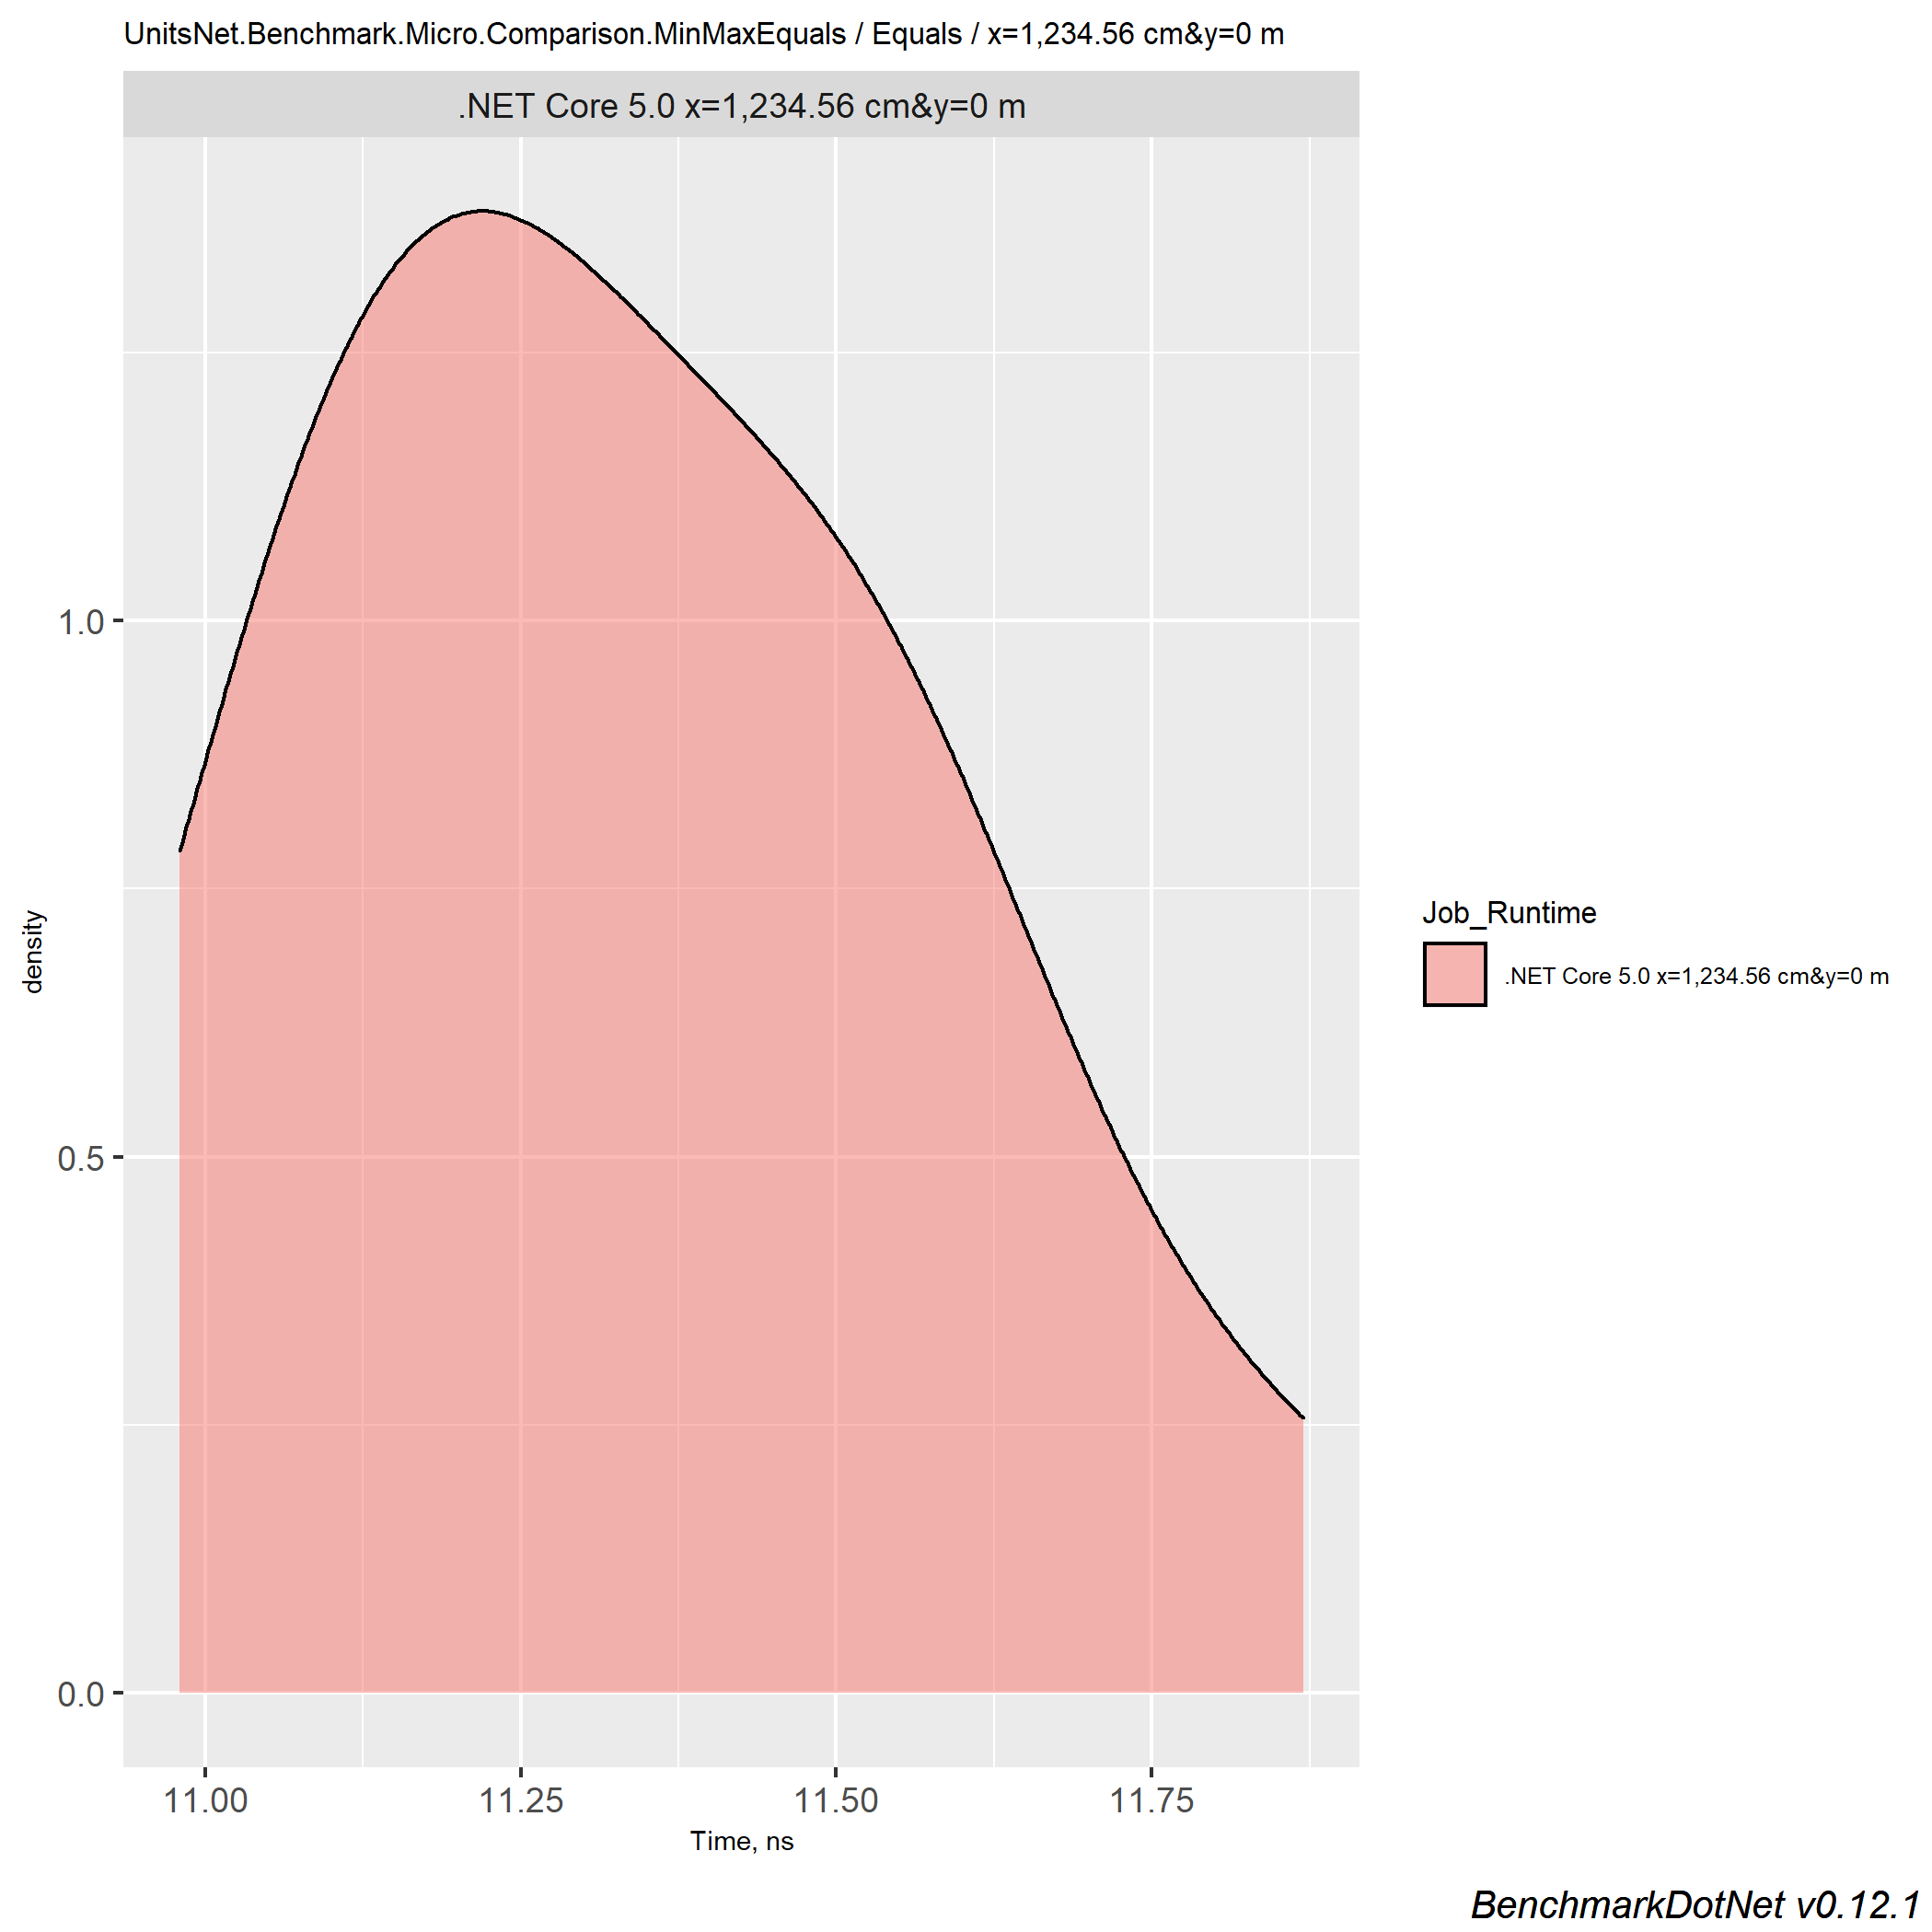 UnitsNet.Benchmark.Micro.Comparison.MinMaxEquals / Equals / x=1,234.56 cm&y=0 m
.NET Core 5.0 x=1,234.56 cm&y=0 m
1.0
0.5
0.0
density
11.00
11.25
11.50
11.75
Time, ns
Job_Runtime
.NET Core 5.0 x=1,234.56 cm&y=0 m
BenchmarkDotNet v0.12.1